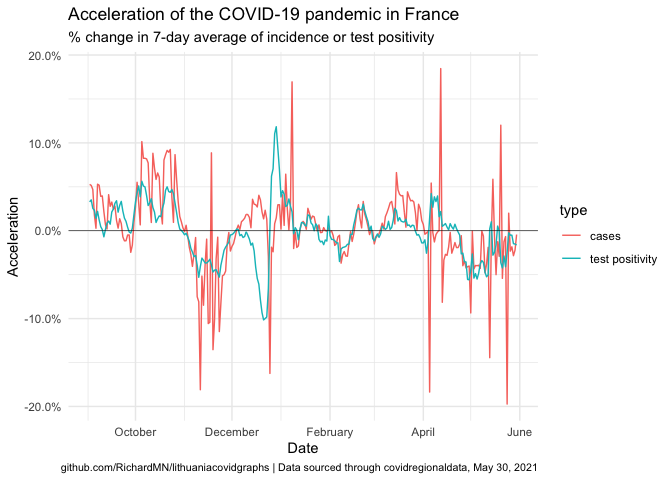 Acceleration of the COVID-19 pandemic in France
% change in 7-day average of incidence or test positivity
20.0%
10.0%
0.0%
-10.0%
-20.0%
Acceleration
October
December
February
April
June
Date
type
cases
test positivity
github.com/RichardMN/lithuaniacovidgraphs | Data sourced through covidregionaldata, May 30, 2021